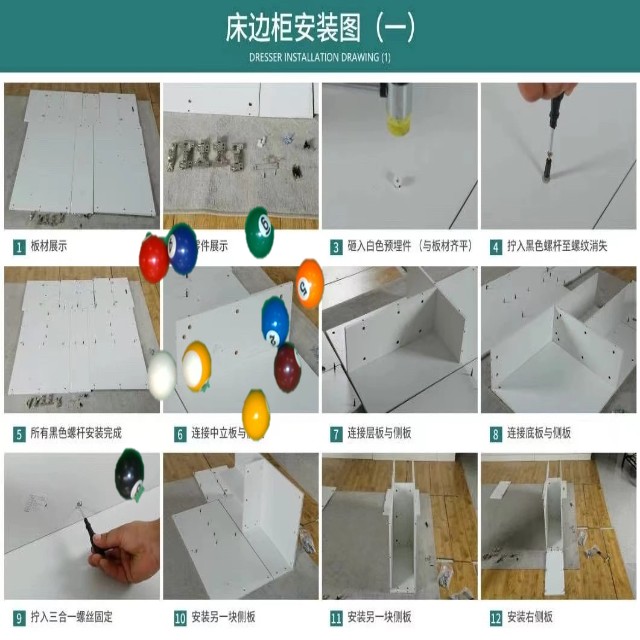 床边柜安装图（一）
DRESSER INSTALLATION DRAWING (1)
1 板材展示
件展示
3 砸入白色预埋件（与板材齐平）
4 拧入黑色螺杆至螺纹消失
5 所有黑色螺杆安装完成
6 连接中立板与
7 连接层板与侧板
8 连接底板与侧板
9 拧入三合一螺丝固定
10 安装另一块侧板
11 安装另一块侧板
12 安装右侧板
6
5
2